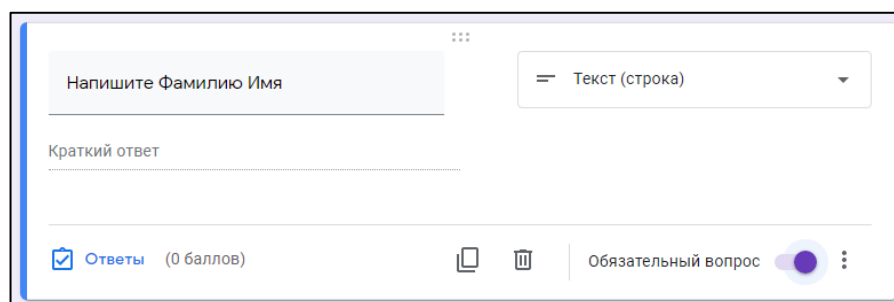 Напишите Фамилию Имя
Текст (строка)
Краткий ответ
Ответы (0 баллов)
Обязательный вопрос